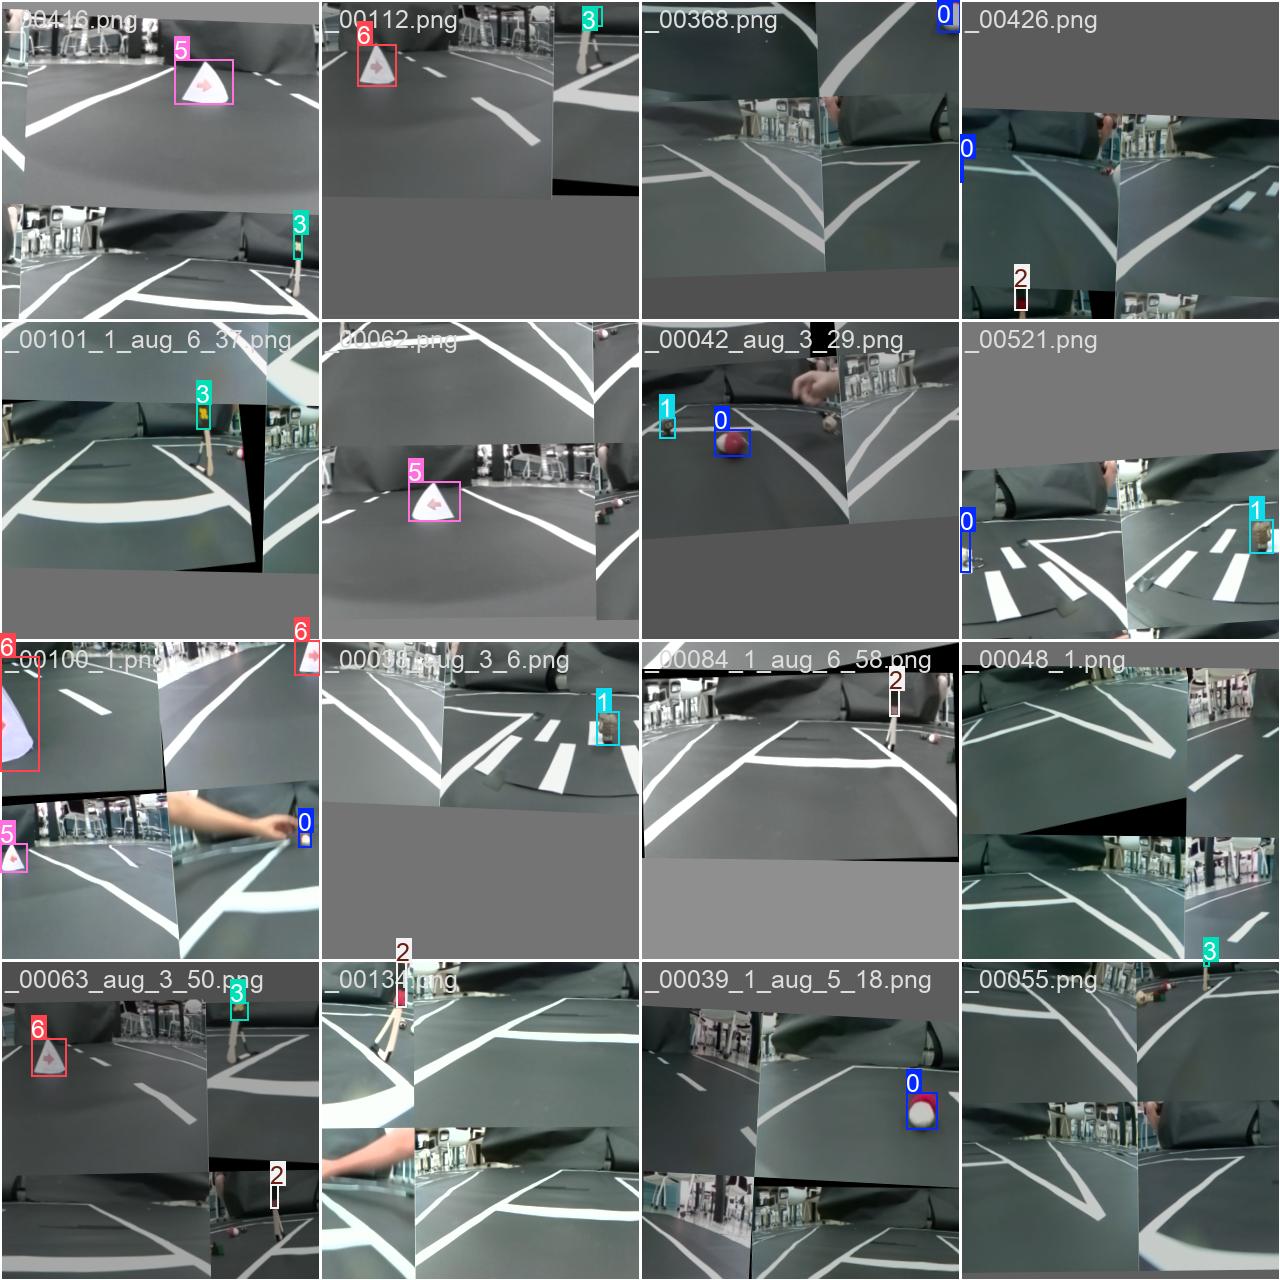 _00416.png
5
3
_00112.png
6
3
_00368.png
0
_00426.png
0
2
_00101_1_aug_6_37.png
3
_00062.png
5
_00042_aug_3_29.png
1
0
_00521.png
0
1
_00100_1.png
6
6
5
0
_00038_aug_3_6.png
1
_00084_1_aug_6_58.png
2
_00048_1.png
_00063_aug_3_50.png
6
3
2
_00134.png
2
_00039_1_aug_5_18.png
0
_00055.png
3